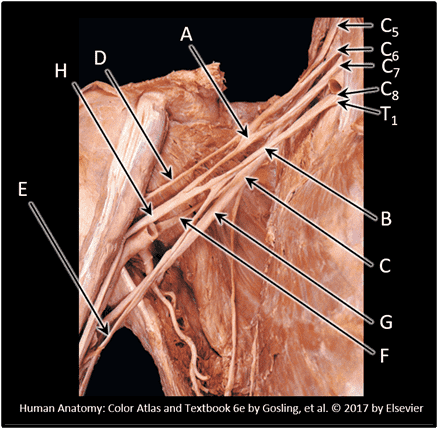 C5
A
C6
D
H
C7
C8
T1
E
B
C
G
F
Human Anatomy: Color Atlas and Textbook 6e by Gosling, et al. © 2017 by Elsevier